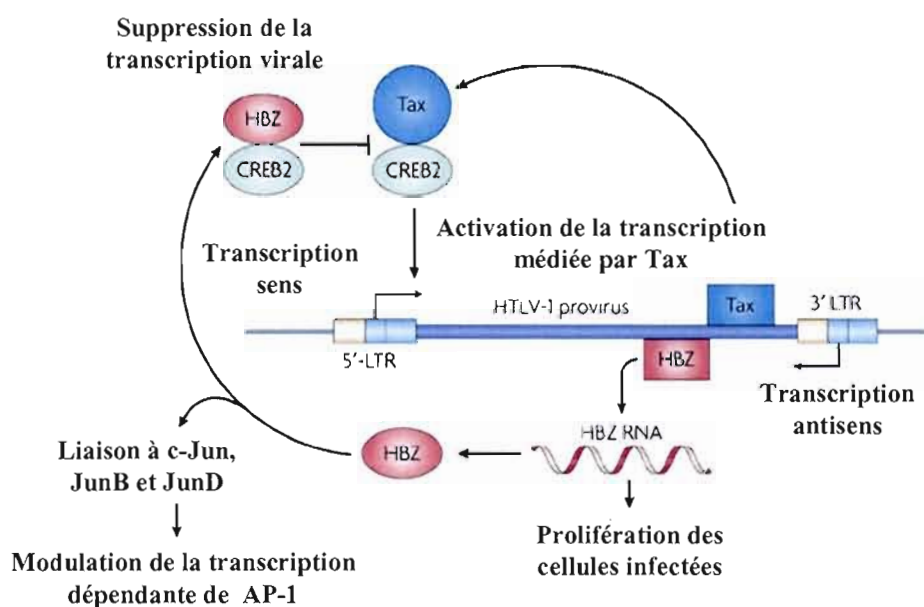 Suppression de la
transcription virale
HBZ
CREB2
Tax
CREB2
Transcription
sens
Activation de la transcription
médiée par Tax
HTLV-1 provirus
Tax
3' LTR
5'-LTR
HBZ
Transcription
antisens
HBZ RNA
HBZ
Liaison à c-Jun,
JunB et JunD
Prolifération des
cellules infectées
Modulation de la transcription
dépendante de AP-1